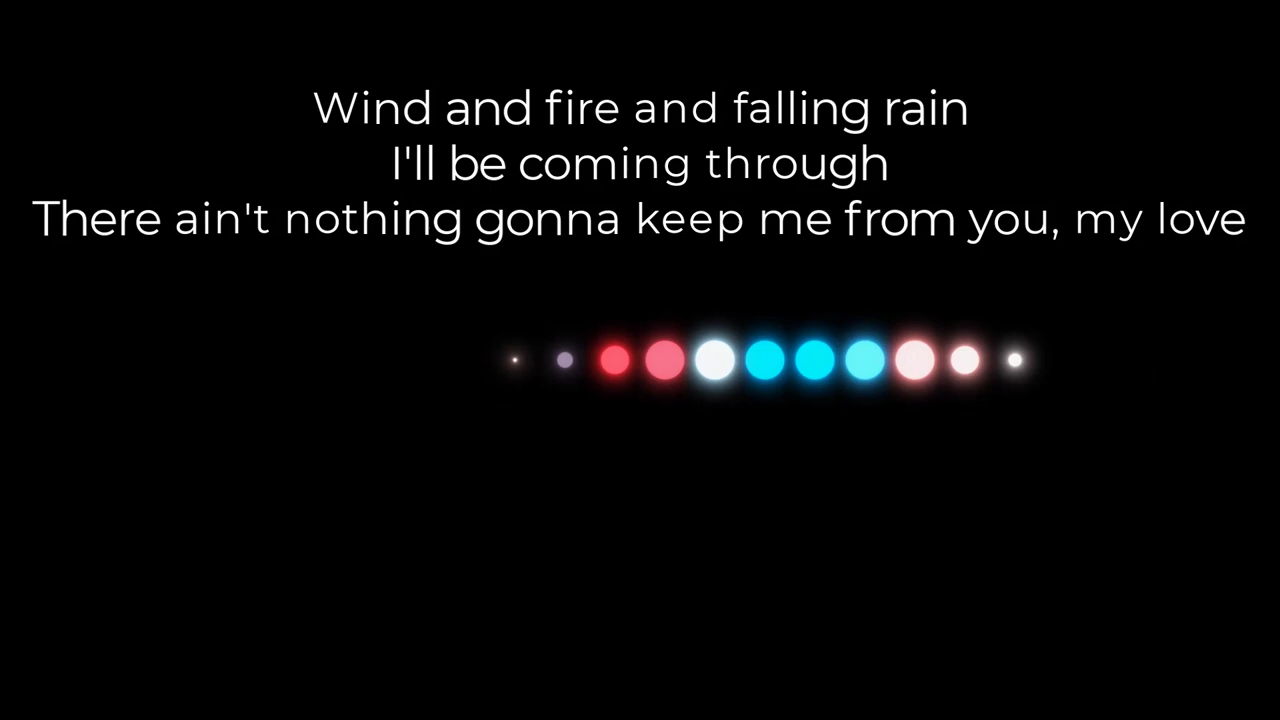 Wind and fire and falling rain
I'll be coming through
There ain't nothing gonna keep me from you, my love